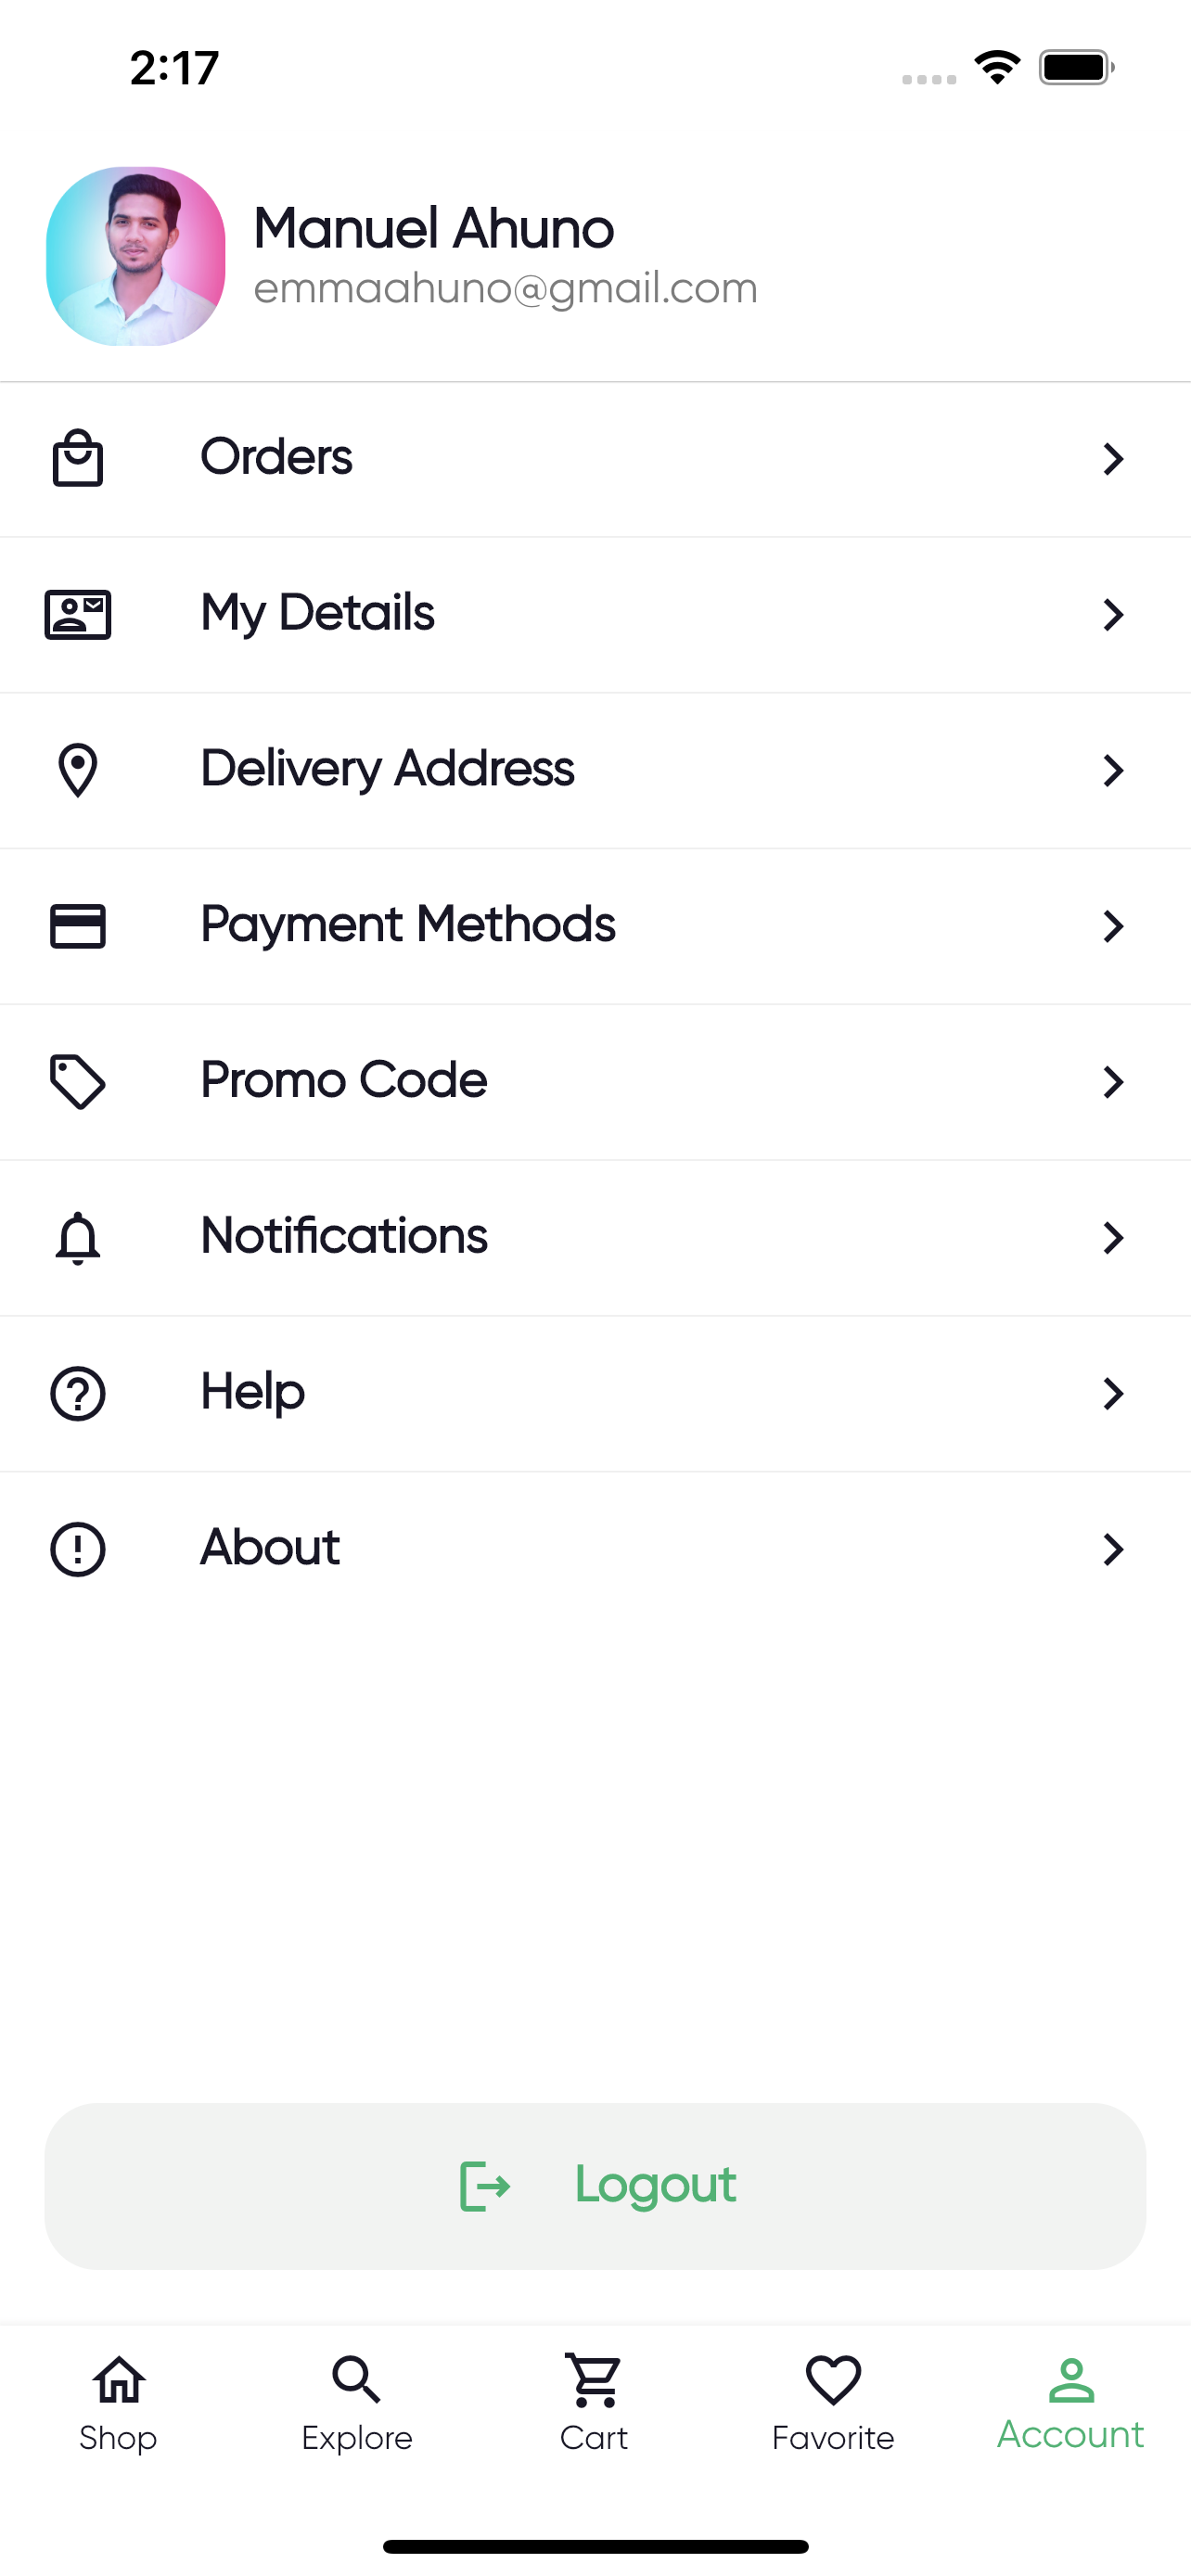 2:17
Manuel Ahuno
emmaahuno@gmail.com
Orders
My Details
Delivery Address
Payment Methods
Promo Code
Notifications
Help
About
Logout
Shop
Explore
Cart
Favorite
Account